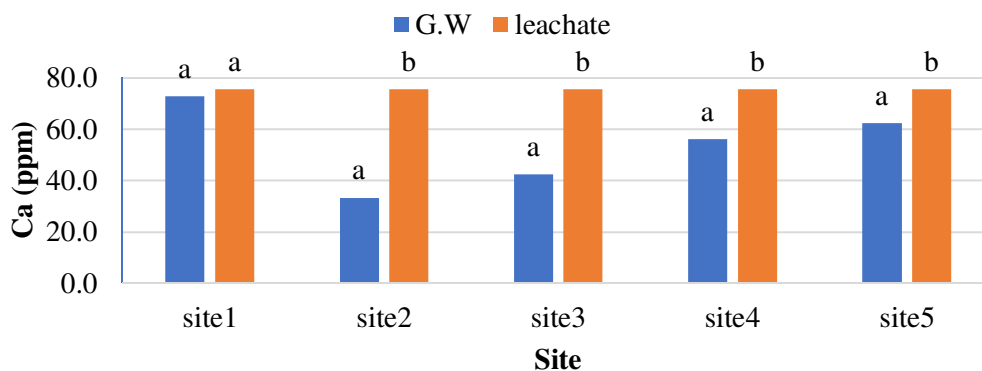 G.W leachate
a a b b b b
80.0
a
a
60.0
a
a
40.0
20.0
0.0
Ca (ppm)
site1 site2 site3 site4 site5
Site